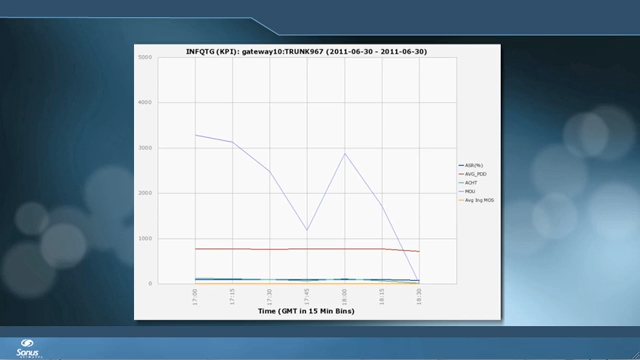 INFQTG (KPI): gateway10:TRUNK967 (2011-06-30 - 2011-06-30)
5000
4000
3000
2000
1000
0
ASR(%)
AVG_PDD
ACHT
MOU
Avg Ing MOS
17:00
17:15
17:30
17:45
18:00
18:15
18:30
Time (GMT in 15 Min Bins)
Sonus
NETWORKS